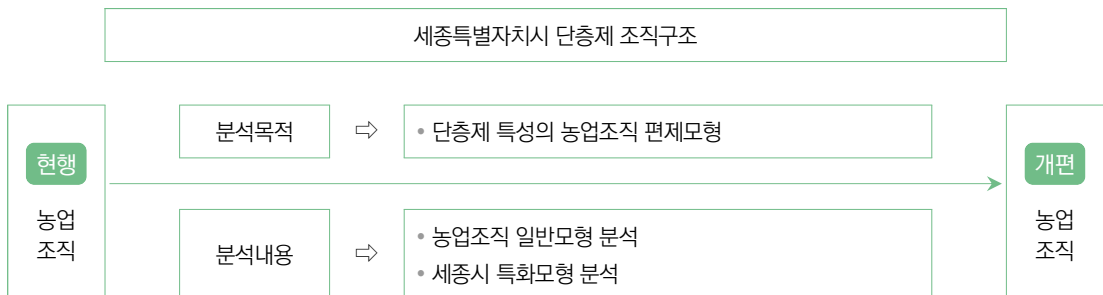 세종특별자치시 단층제 조직구조
현행
농업
조직
분석목적 ⇨ • 단층제 특성의 농업조직 편제모형
분석내용 ⇨ • 농업조직 일반모형 분석
• 세종시 특화모형 분석
개편
농업
조직